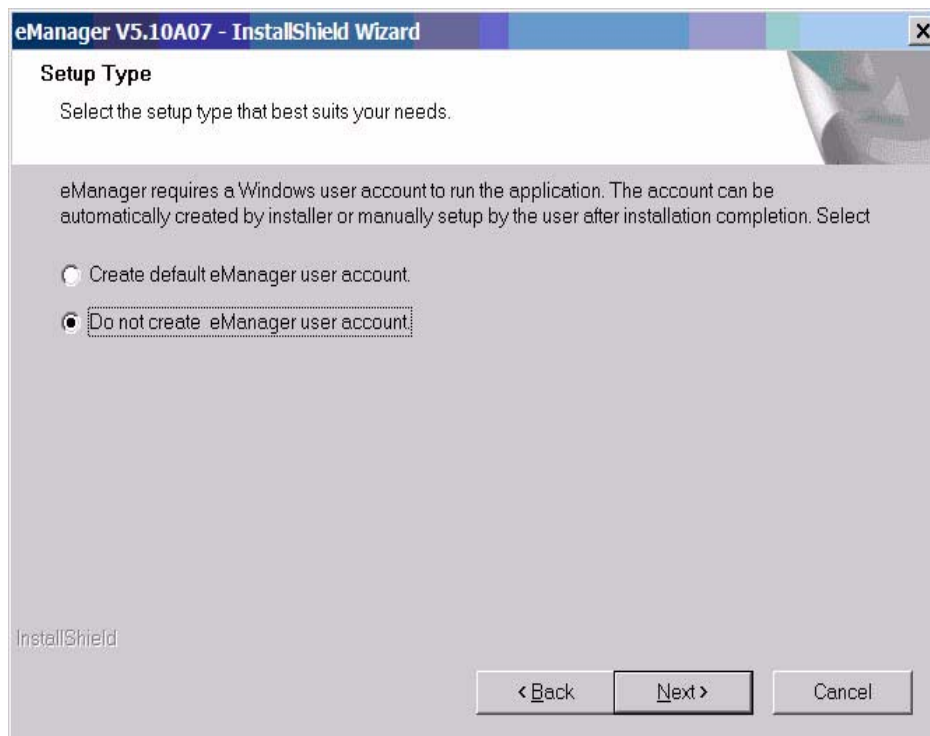 eManager V5.10A07 - InstallShield Wizard
Setup Type
Select the setup type that best suits your needs.
eManager requires a Windows user account to run the application. The account can be
automatically created by installer or manually setup by the user after installation completion. Select
Create default eManager user account.
Do not create  eManager user account.
InstallShield
< Back
Next >
Cancel